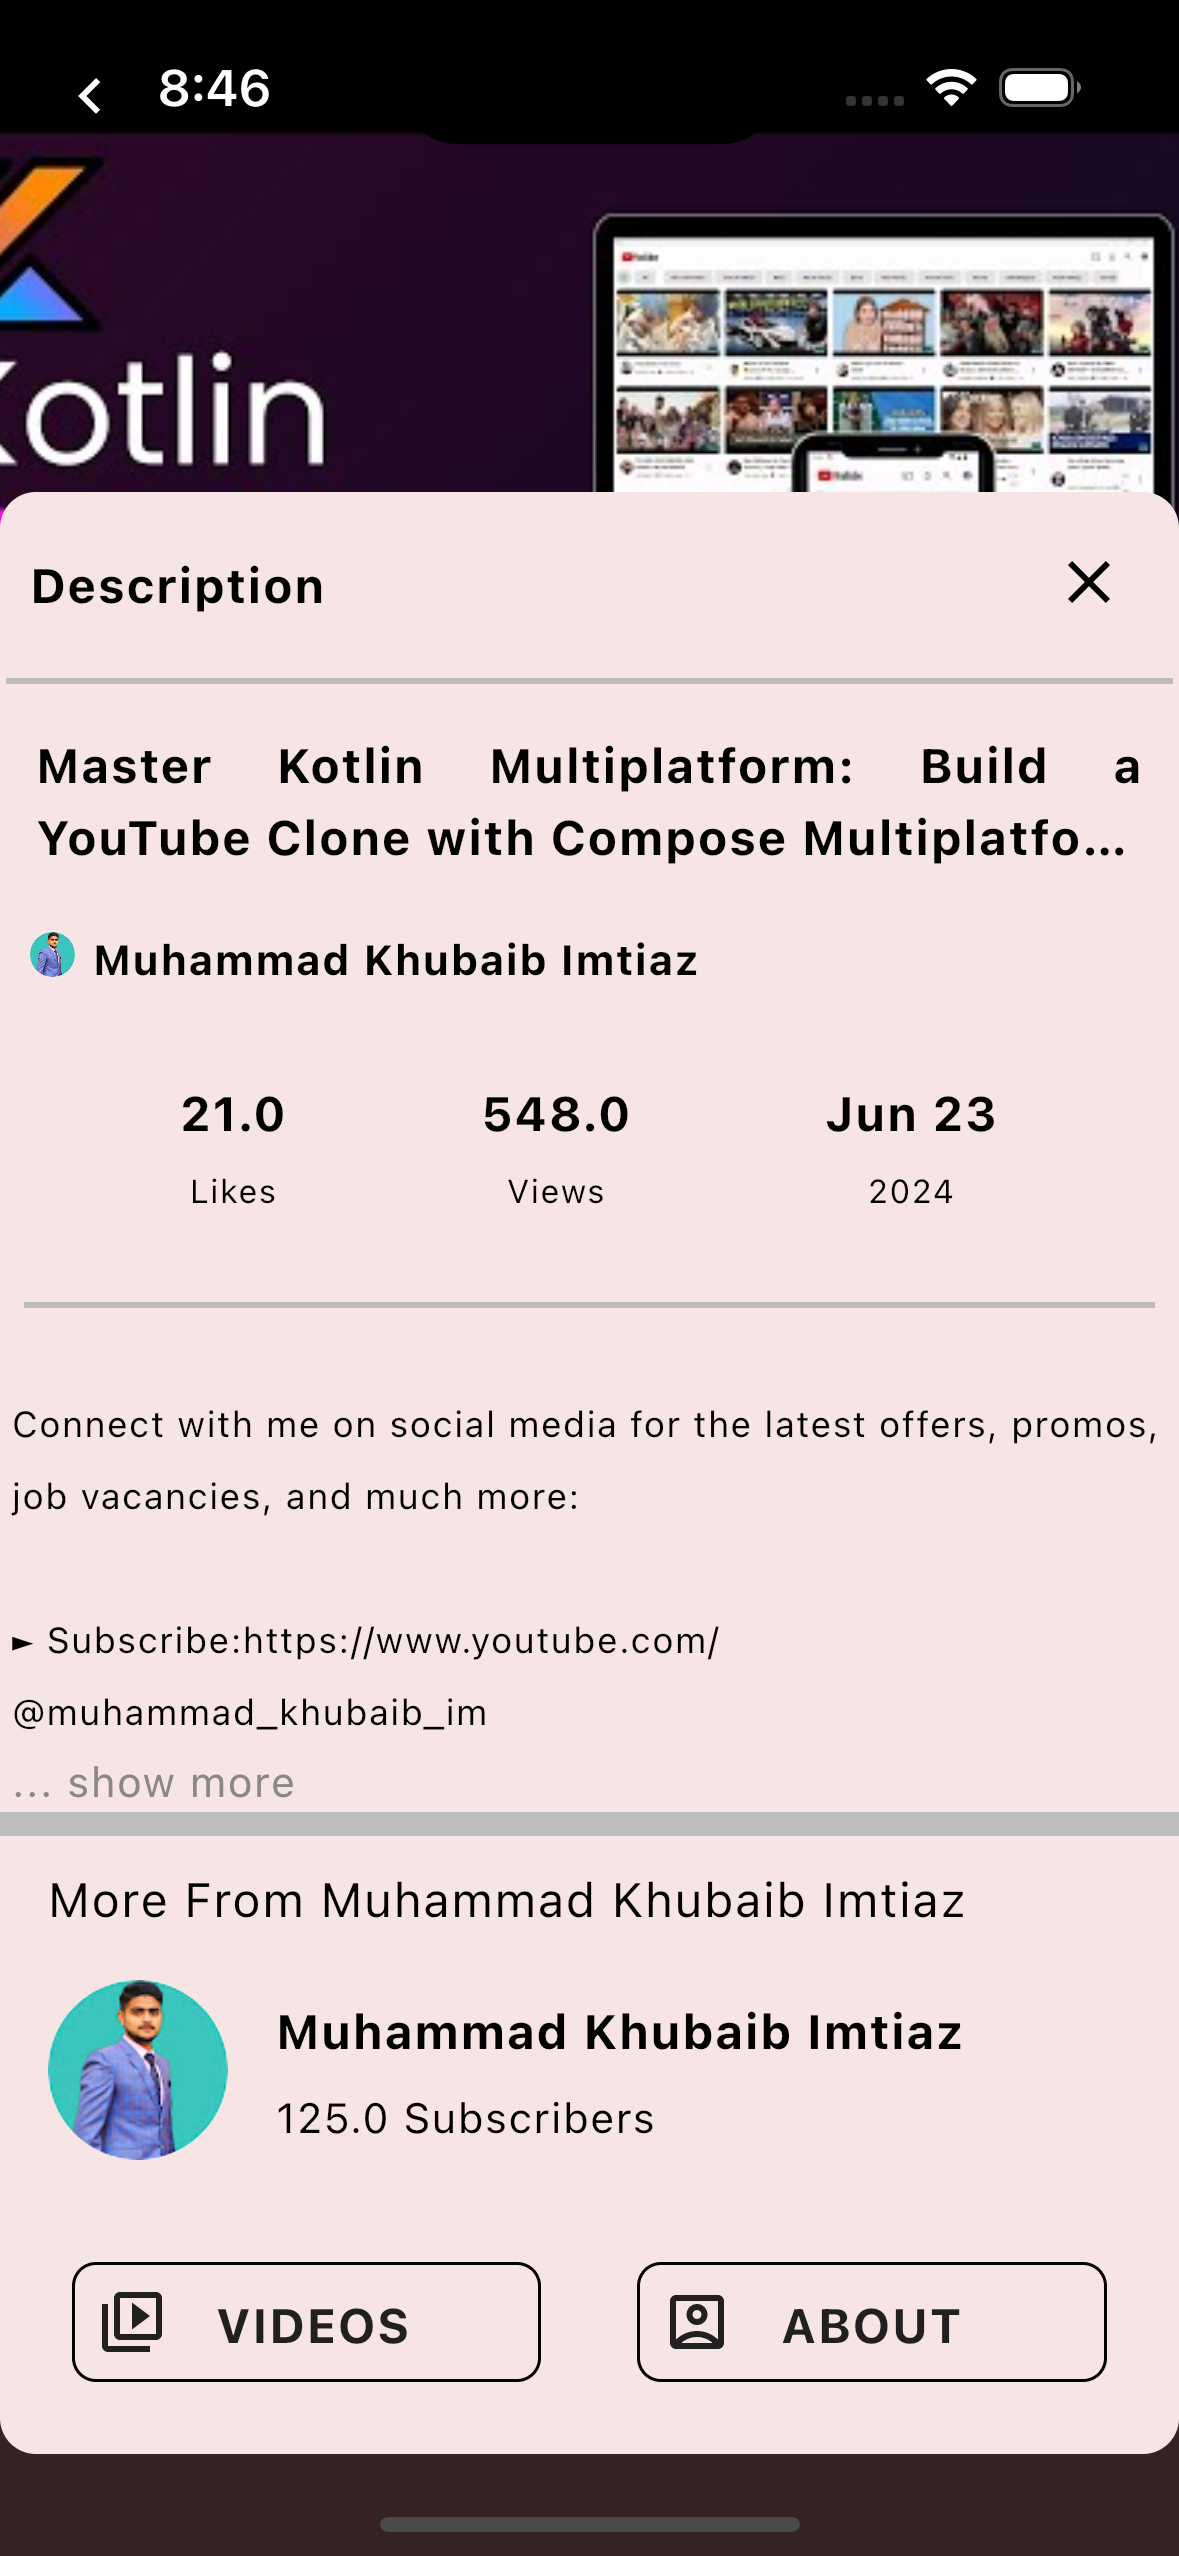 8:46
Kotlin
Description
Master Kotlin Multiplatform: Build a
YouTube Clone with Compose Multiplatfo...
Muhammad Khubaib Imtiaz
21.0 548.0 Jun 23
Likes Views 2024
Connect with me on social media for the latest offers, promos,
job vacancies, and much more:
► Subscribe:https://www.youtube.com/
@muhammad_khubaib_im
... show more
More From Muhammad Khubaib Imtiaz
Muhammad Khubaib Imtiaz
125.0 Subscribers
VIDEOS ABOUT